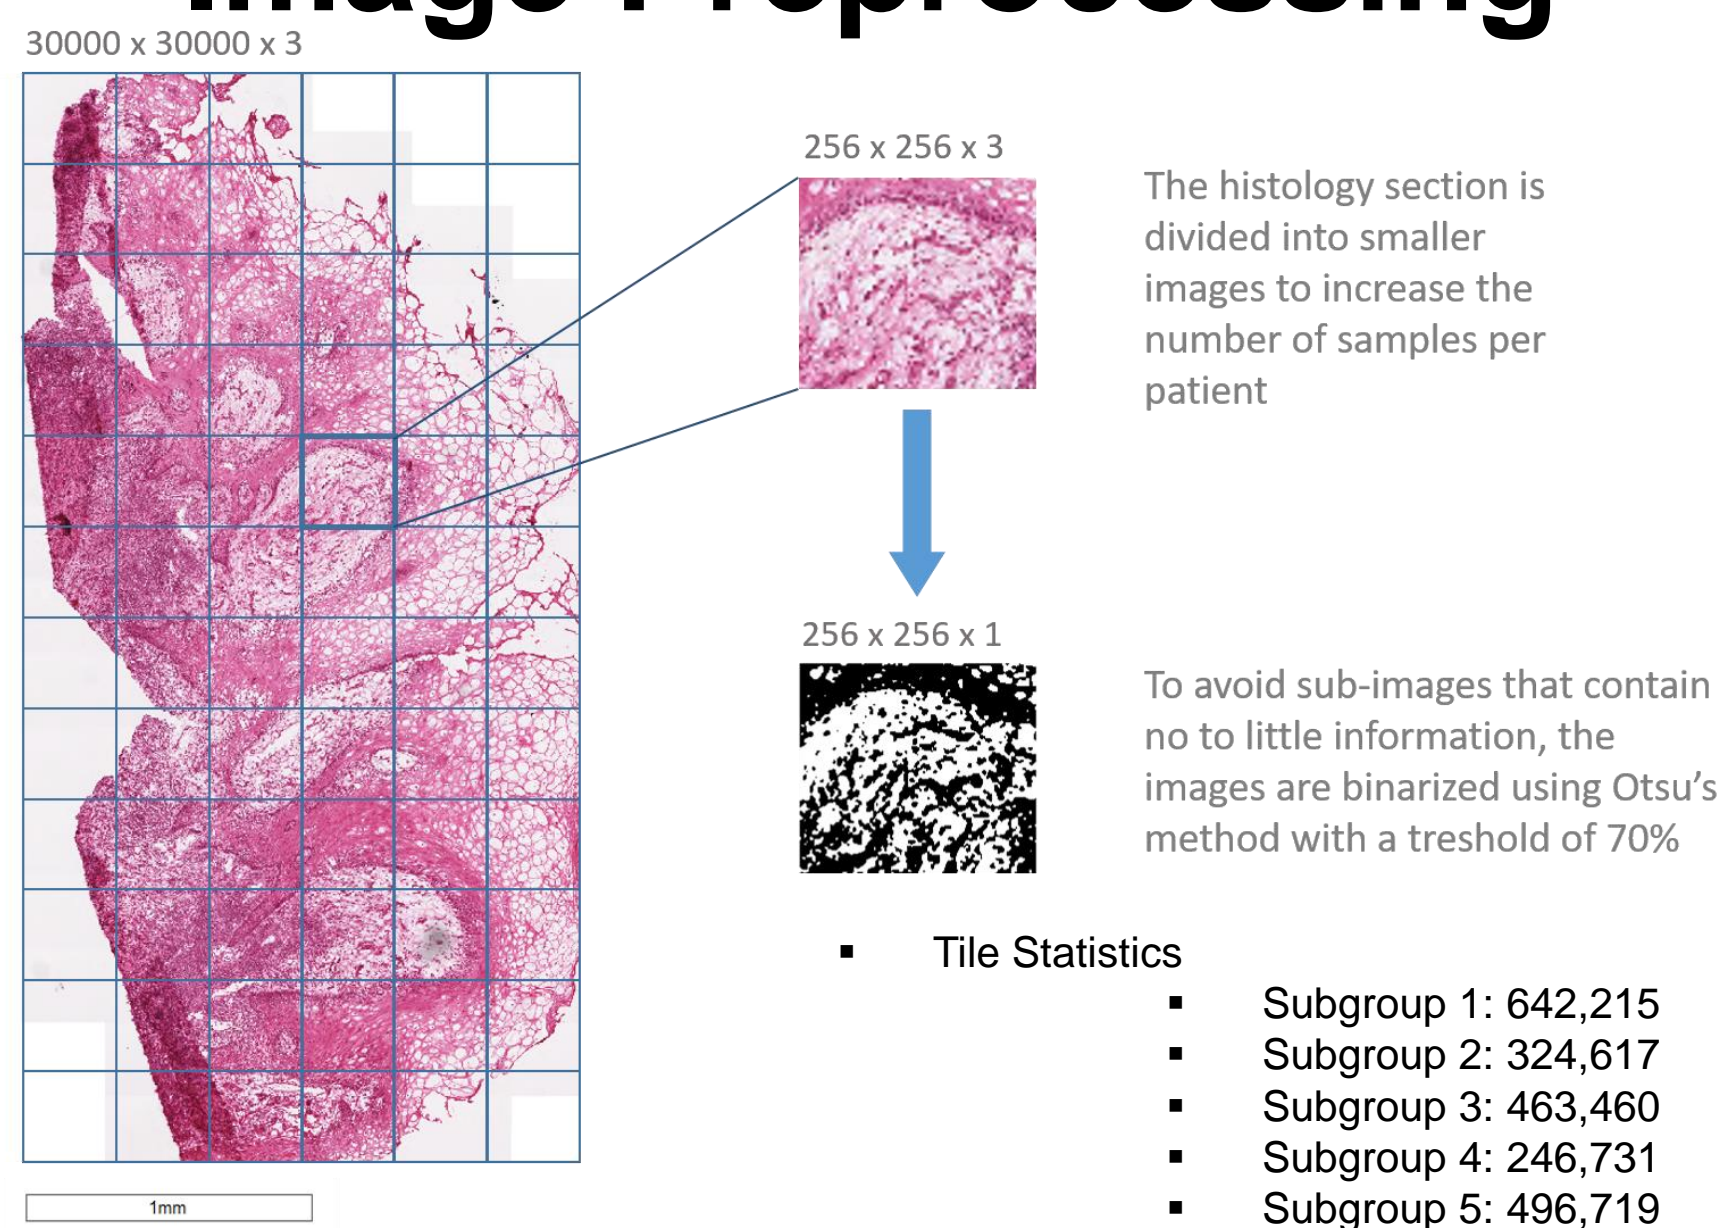 Image Preprocessing
30000 x 30000 x 3
256 x 256 x 3
The histology section is
divided into smaller
images to increase the
number of samples per
patient
256 x 256 x 1
To avoid sub-images that contain
no to little information, the
images are binarized using Otsu’s
method with a treshold of 70%
▪ Tile Statistics
▪ Subgroup 1: 642,215
▪ Subgroup 2: 324,617
▪ Subgroup 3: 463,460
▪ Subgroup 4: 246,731
▪ Subgroup 5: 496,719
1mm